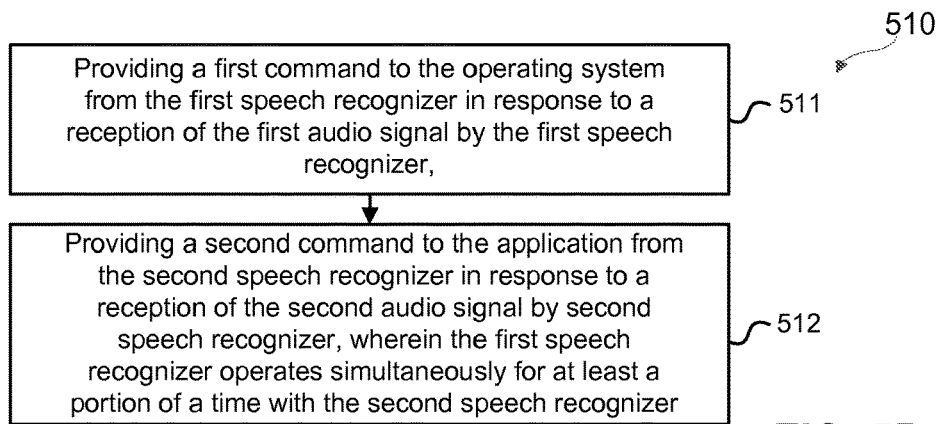 510
Providing a first command to the operating system
from the first speech recognizer in response to a
reception of the first audio signal by the first speech
recognizer,
511
Providing a second command to the application from
the second speech recognizer in response to a
reception of the second audio signal by second
speech recognizer, wherein the first speech
recognizer operates simultaneously for at least a
portion of a time with the second speech recognizer
512